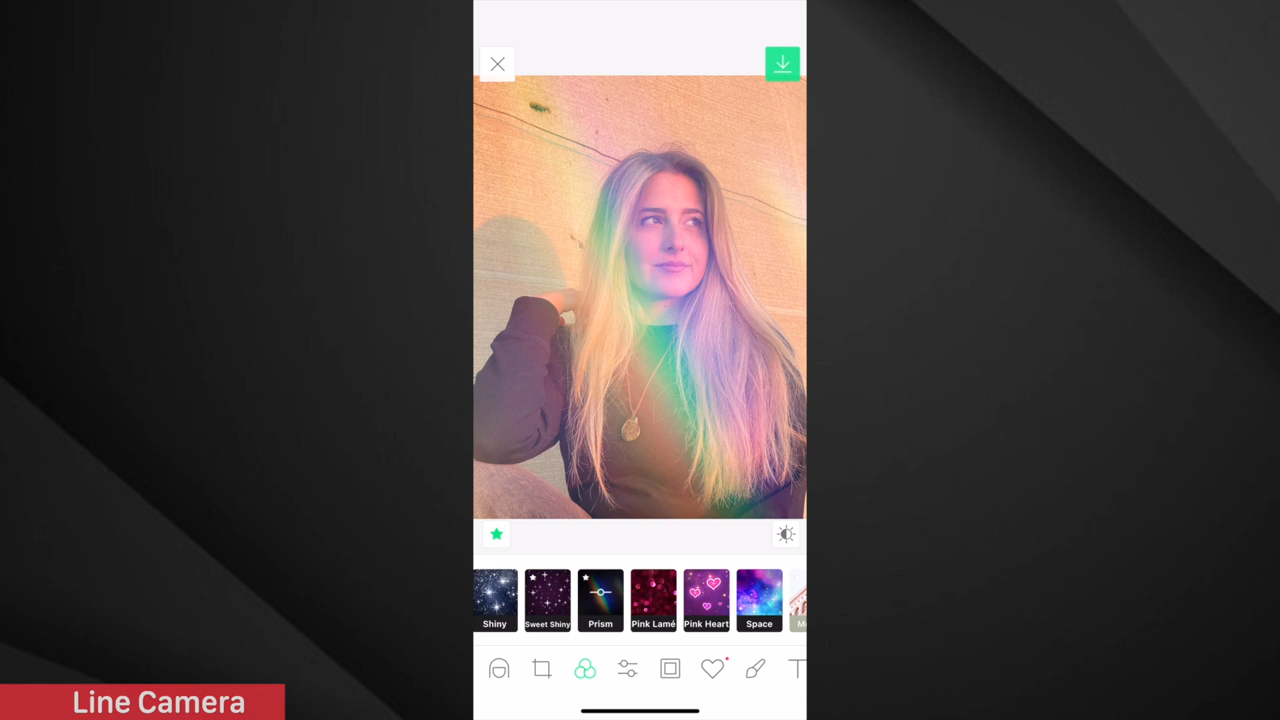 Shiny
Sweet Shiny
Prism
Pink Lamé
Pink Heart
Space
T
Line Camera